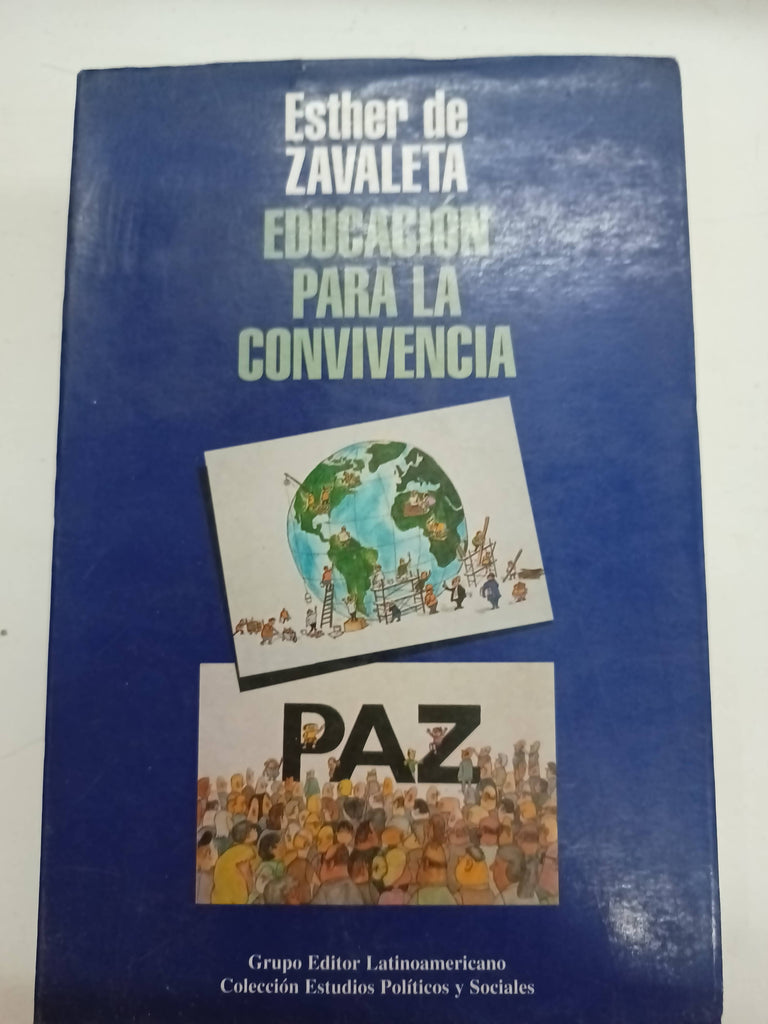 Esther de
ZAVALETA
EDUCACIÓN
PARA LA
CONVIVENCIA
PAZ
Grupo Editor Latinoamericano
Colección Estudios Políticos y Sociales